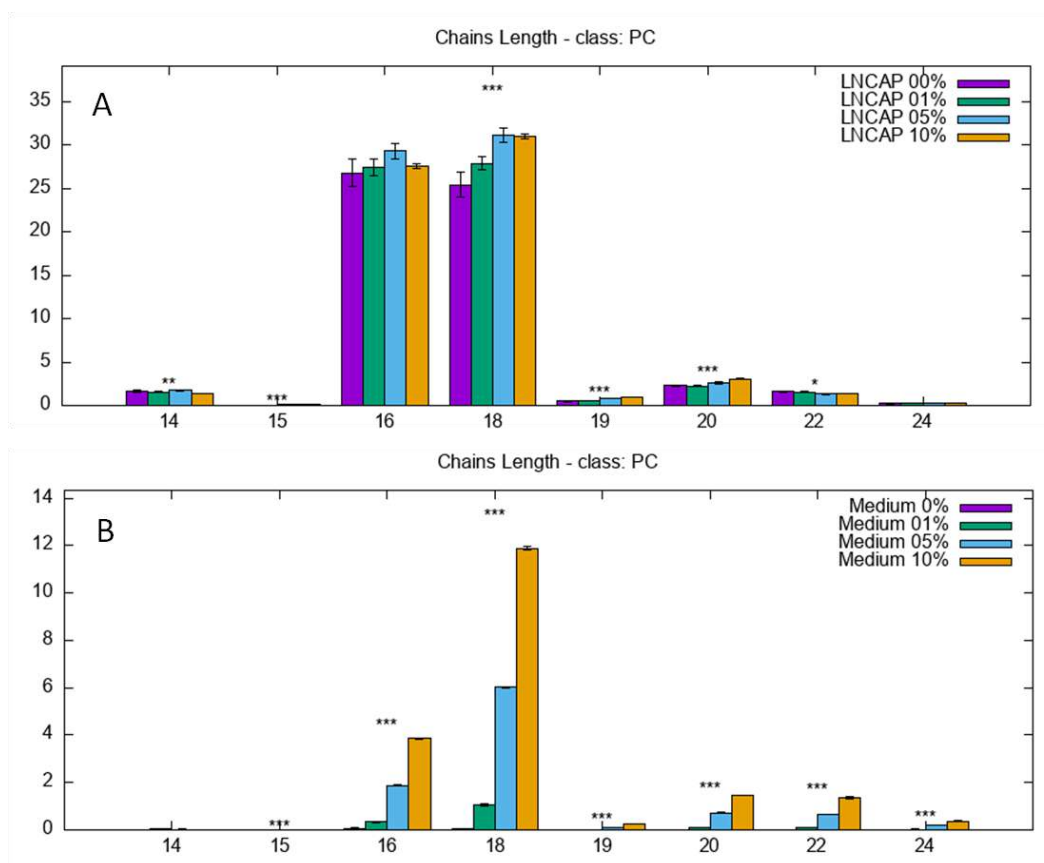 Chains Length - class: PC
A
LNCAP 00%
LNCAP 01%
LNCAP 05%
LNCAP 10%
35
30
25
20
15
10
5
0
***
**
***
***
***
*
14 15 16 18 19 20 22 24
Chains Length - class: PC
B
Medium 0%
Medium 01%
Medium 05%
Medium 10%
14
12
10
8
6
4
2
0
***
***
***
***
***
***
***
14 15 16 18 19 20 22 24